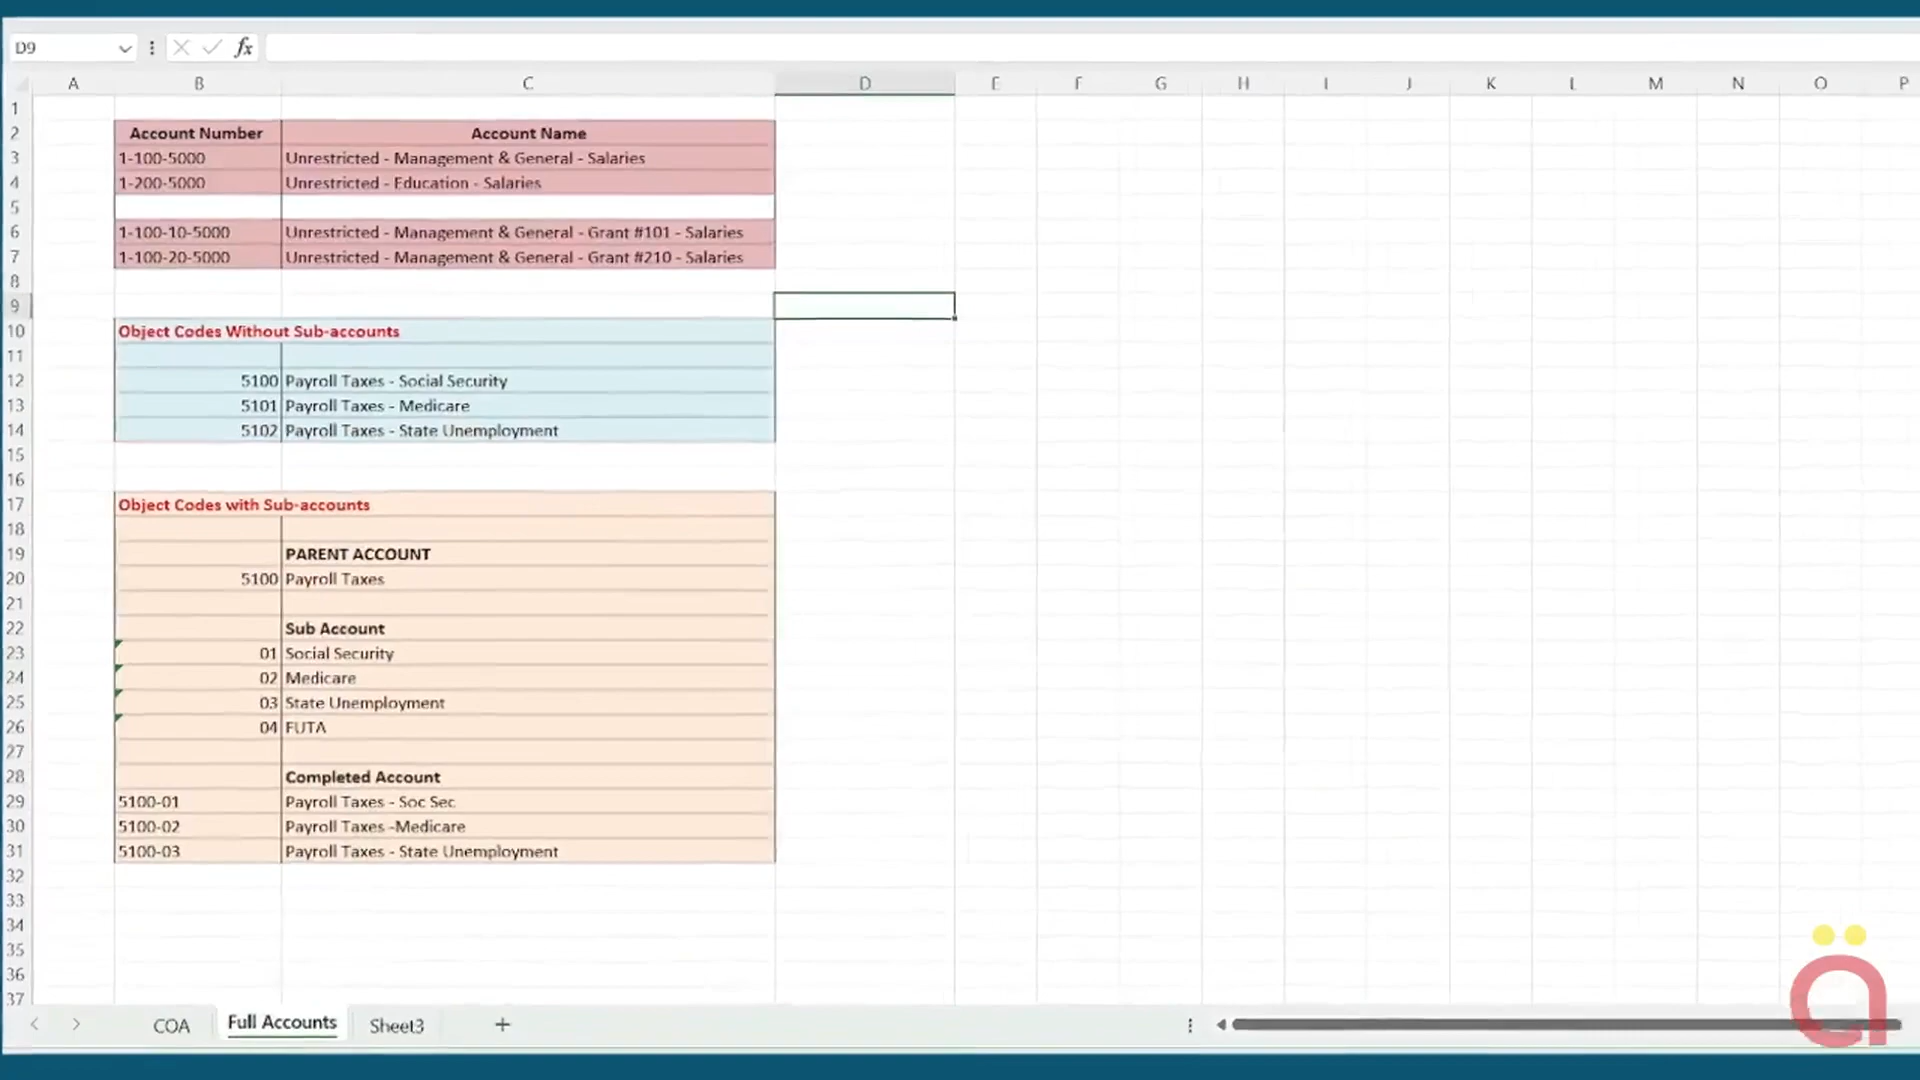 D9 fx
A B C D E F G H I J K L M N O P
1
2 Account Number Account Name
3 1-100-5000 Unrestricted - Management & General - Salaries
4 1-200-5000 Unrestricted - Education - Salaries
5
6 1-100-10-5000 Unrestricted - Management & General - Grant #101 - Salaries
7 1-100-20-5000 Unrestricted - Management & General - Grant #210 - Salaries
8
9
10 Object Codes Without Sub-accounts
11
12 5100 Payroll Taxes - Social Security
13 5101 Payroll Taxes - Medicare
14 5102 Payroll Taxes - State Unemployment
15
16
17 Object Codes with Sub-accounts
18
19 PARENT ACCOUNT
20 5100 Payroll Taxes
21
22 Sub Account
23 01 Social Security
24 02 Medicare
25 03 State Unemployment
26 04 FUTA
27
28 Completed Account
29 5100-01 Payroll Taxes - Soc Sec
30 5100-02 Payroll Taxes -Medicare
31 5100-03 Payroll Taxes - State Unemployment
32
33
34
35
36
37
COA Full Accounts Sheet3 +
ä